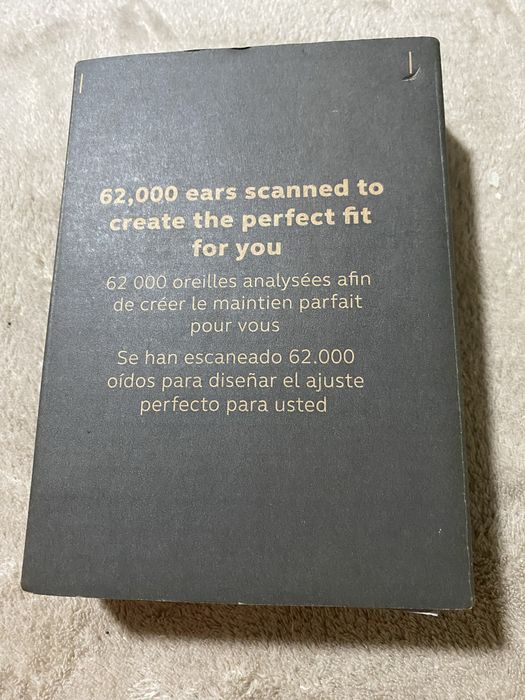 62,000 ears scanned to
create the perfect fit
for you
62 000 oreilles analysées afin
de créer le maintien parfait
pour vous
Se han escaneado 62.000
oídos para diseñar el ajuste
perfecto para usted